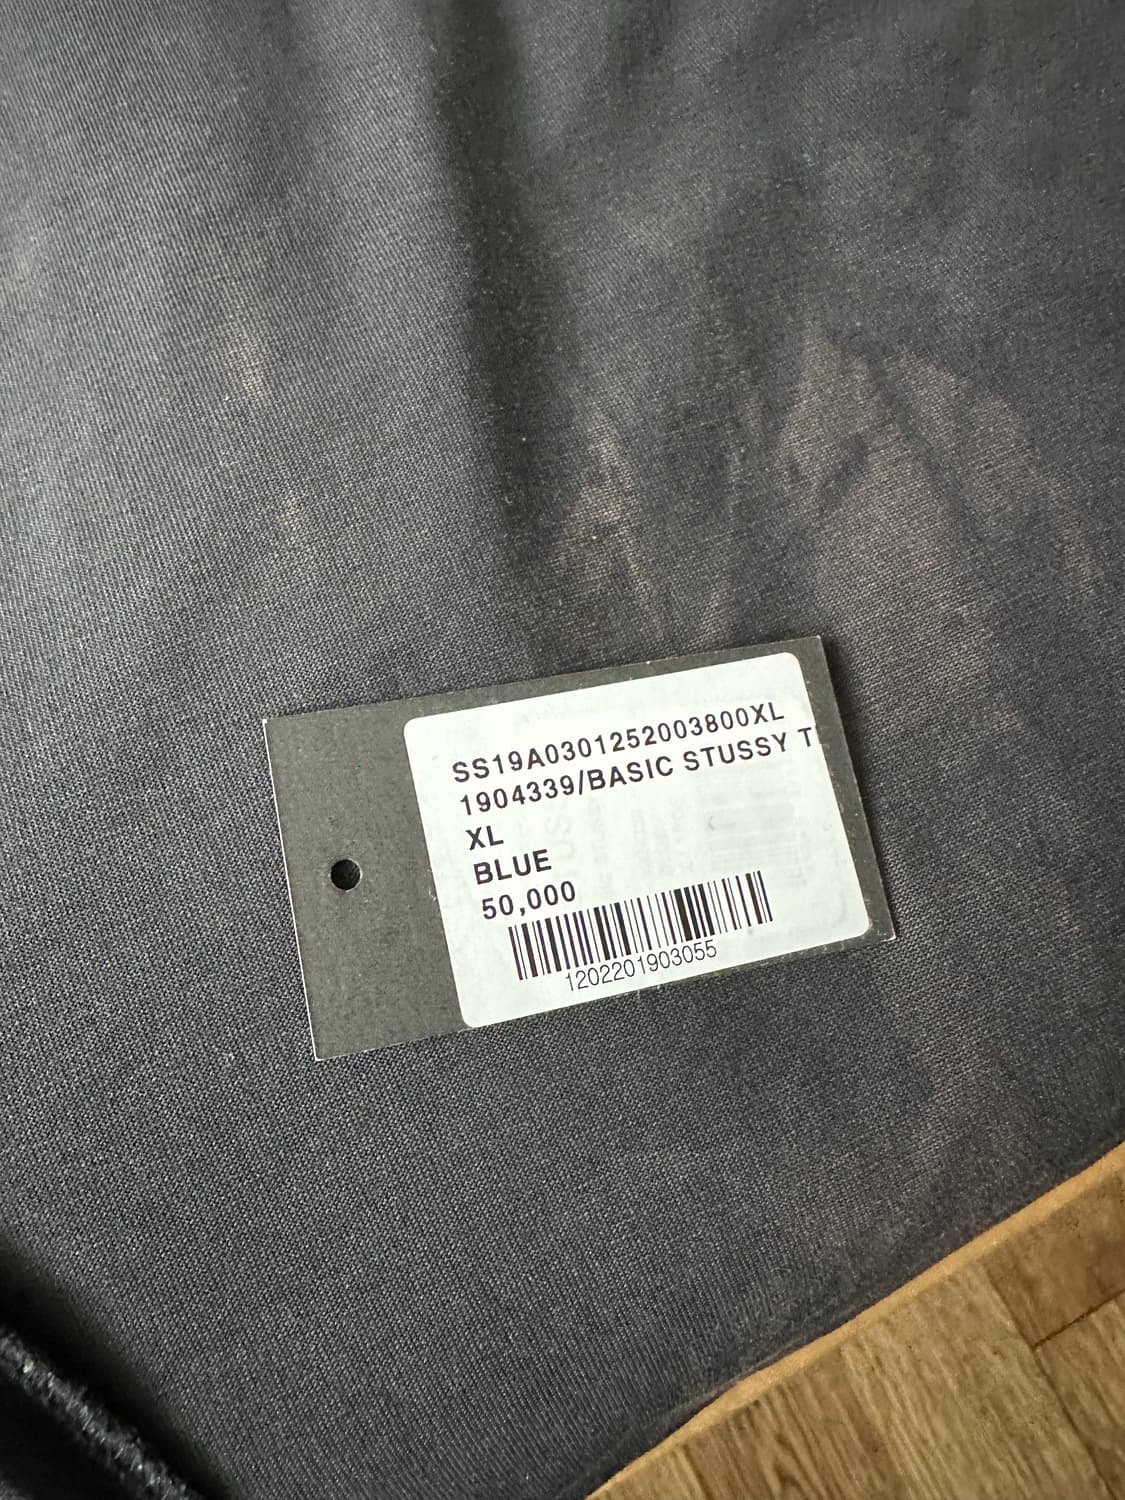 SS19A0301252003800XL
1904339/BASIC STUSSY T
XL
BLUE
50,000
1202201903055